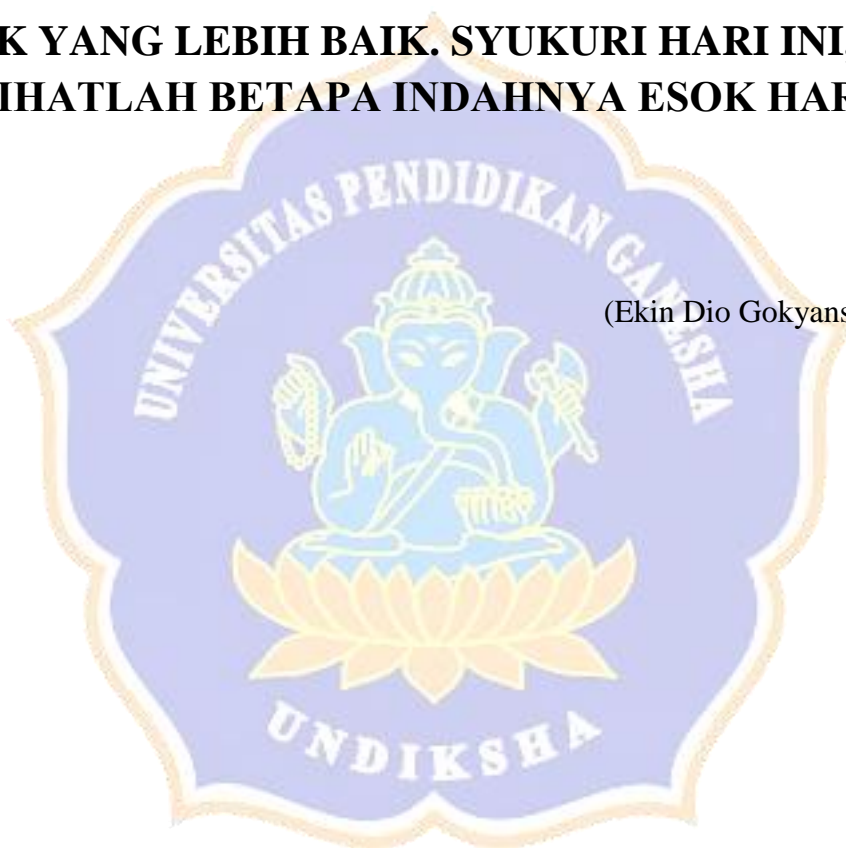 K YANG LEBIH BAIK. SYUKURI HARI INI,
IHATLAH BETAPA INDAHNYA ESOK HAR
(Ekin Dio Gokyans
UNIVERSITAS PENDIDIKAN GANESHA
UNDIKSHA